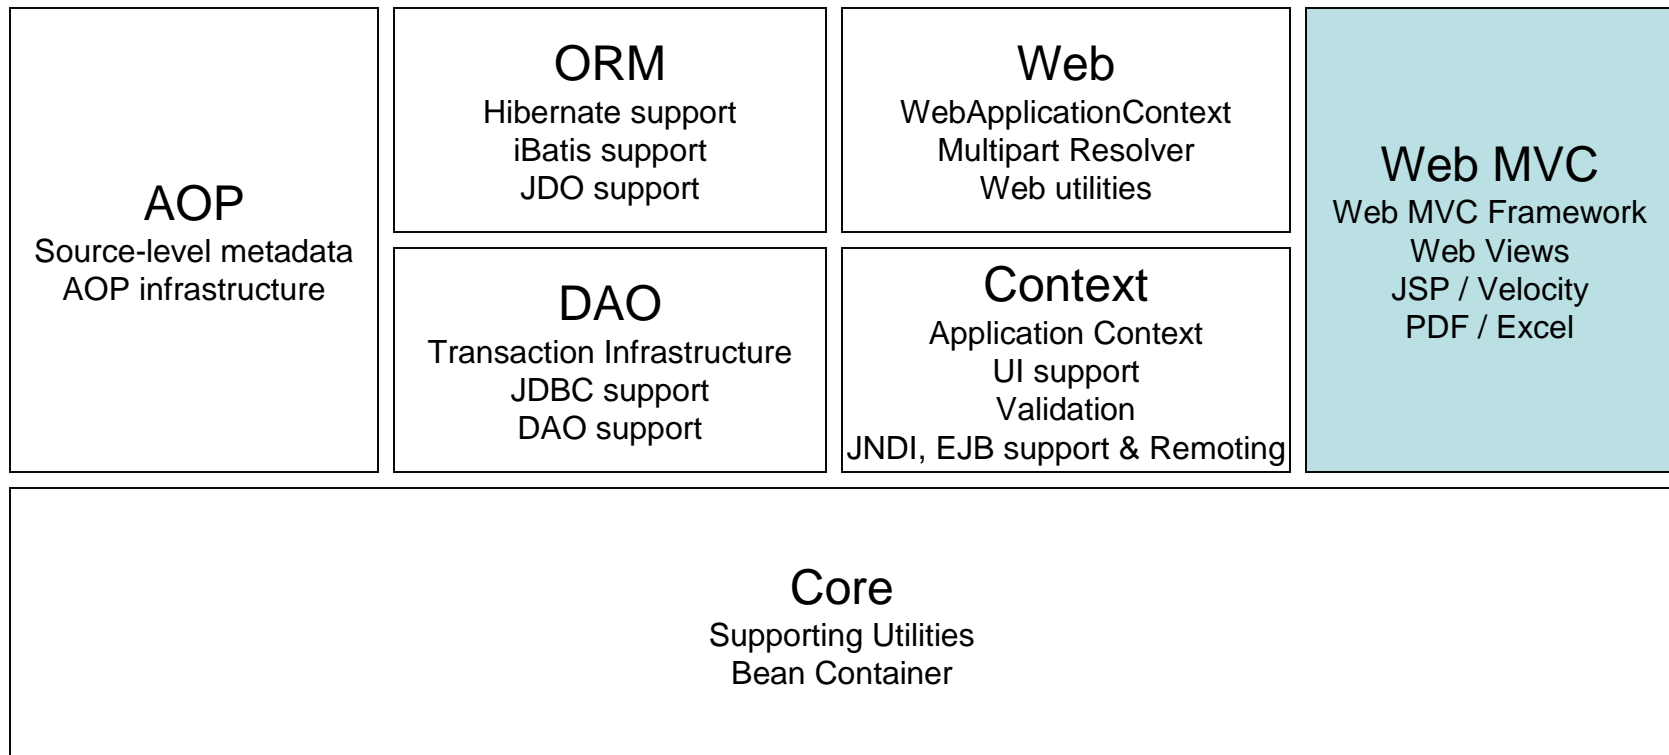 AOP
Source-level metadata
AOP infrastructure
ORM
Hibernate support
iBatis support
JDO support
DAO
Transaction Infrastructure
JDBC support
DAO support
Web
WebApplicationContext
Multipart Resolver
Web utilities
Context
Application Context
UI support
Validation
JNDI, EJB support & Remoting
Web MVC
Web MVC Framework
Web Views
JSP / Velocity
PDF / Excel
Core
Supporting Utilities
Bean Container